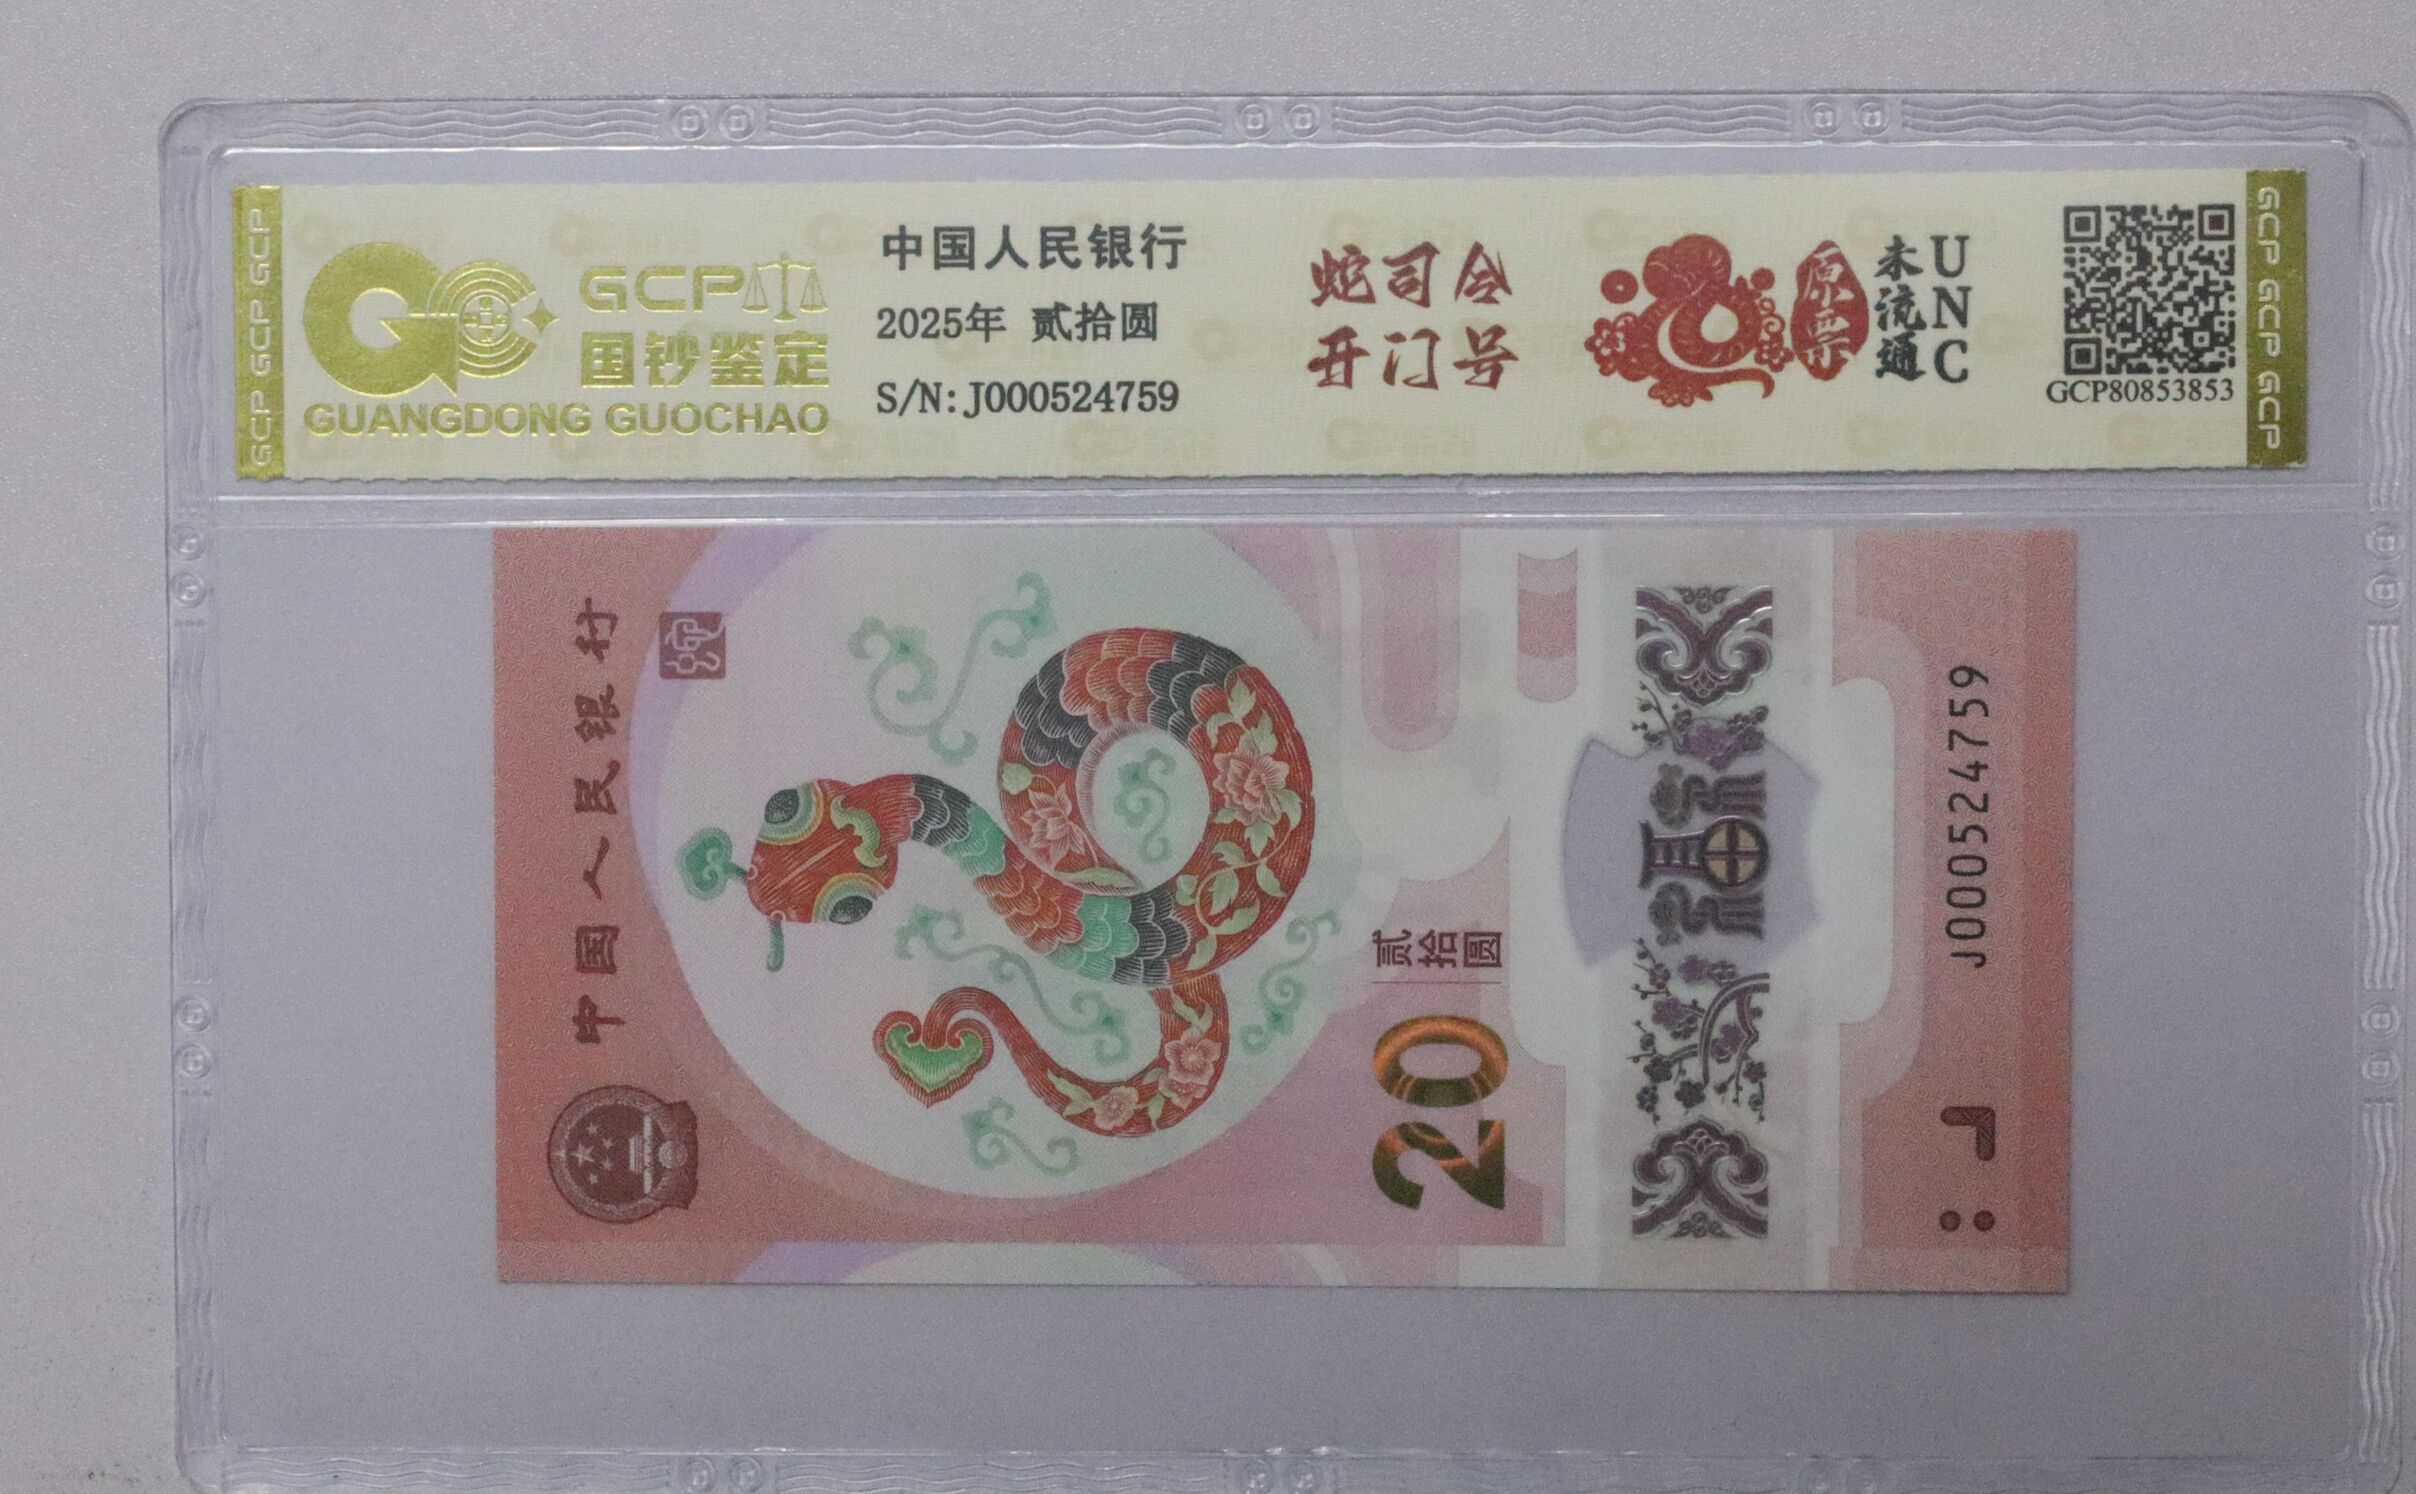 GCP GCP GCP
GCP
国钞鉴定
GUANGDONG GUOCHAO
中国人民银行
2025年 贰拾圆
S/N:J000524759
蛇司令
开门号
原票
未流通
UNC
GCP80853853
GCP GCP GCP
中国人民银行
20
贰拾圆
福
J000524759